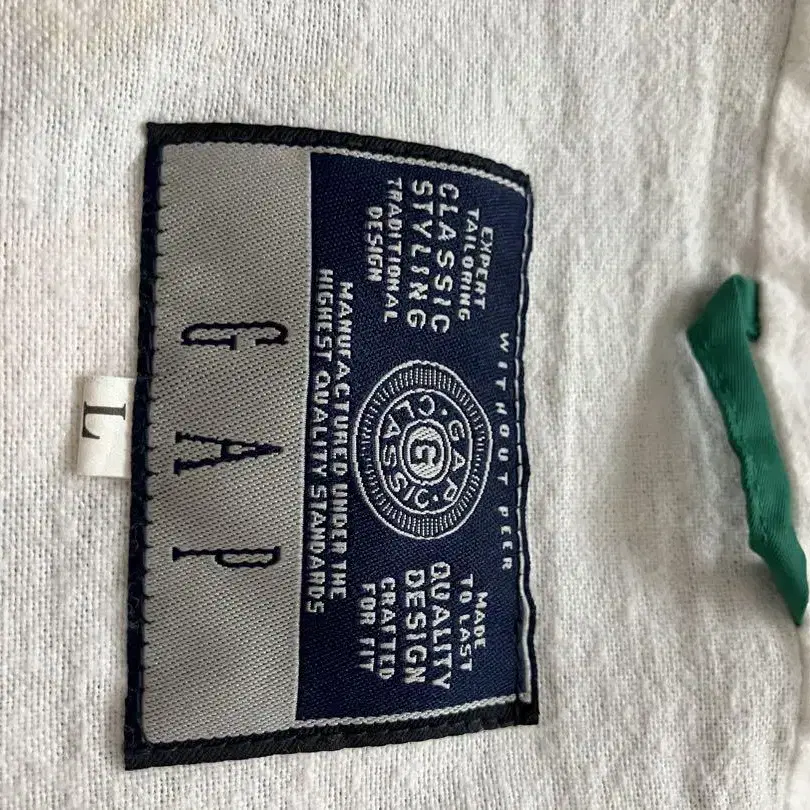 WITHOUT PEER
EXPERT
TAILORING
CLASSIC
STYLING
TRADITIONAL
DESIGN
GAP
CLASSIC
G
MADE
TO LAST
QUALITY
DESIGN
CRAFTED
FOR FIT
MANUFACTURED UNDER THE
HIGHEST QUALITY STANDARDS
GAP
L